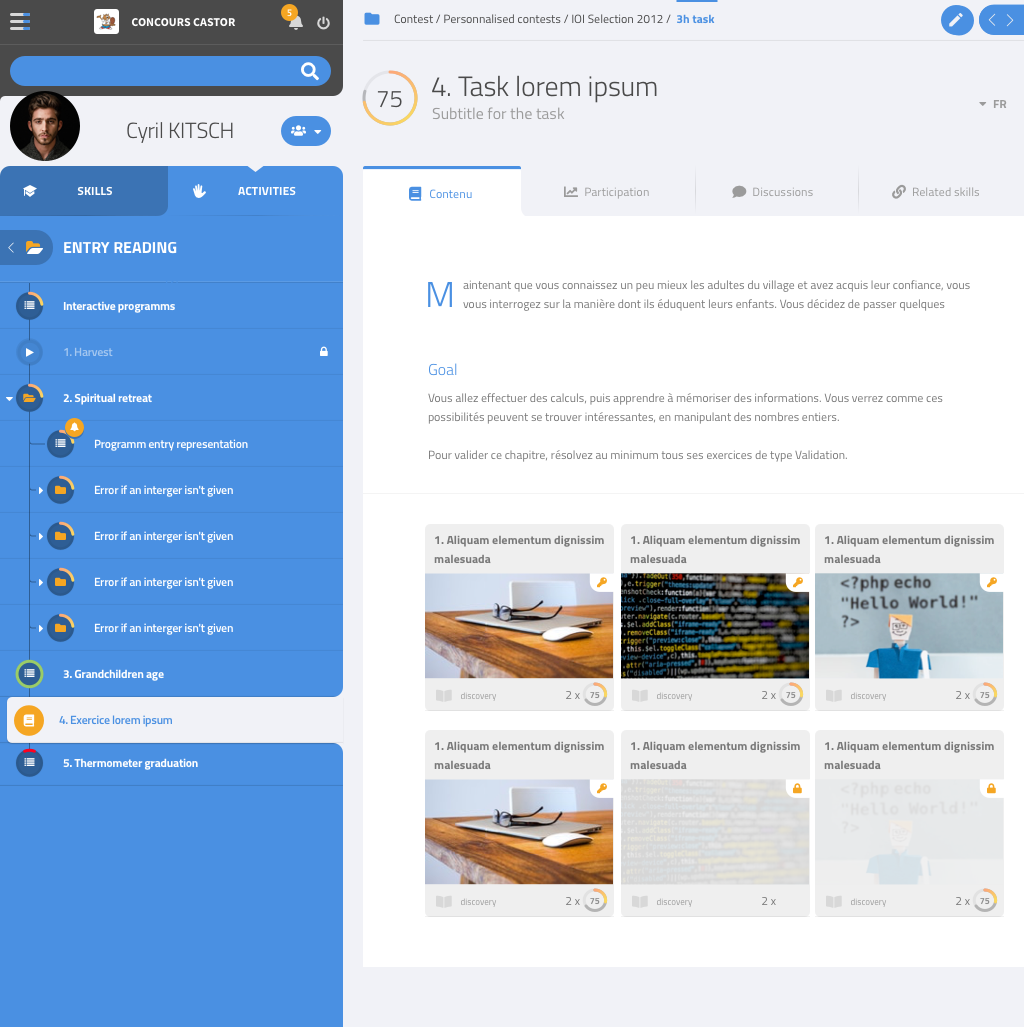 CONCOURS CASTOR
5
Cyril KITSCH
SKILLS
ACTIVITIES
ENTRY READING
Interactive programms
1. Harvest
2. Spiritual retreat
Programm entry representation
Error if an interger isn't given
Error if an interger isn't given
Error if an interger isn't given
Error if an interger isn't given
3. Grandchildren age
4. Exercice lorem ipsum
5. Thermometer graduation
Contest / Personnalised contests / IOI Selection 2012 / 3h task
75
4. Task lorem ipsum
Subtitle for the task
FR
Contenu
Participation
Discussions
Related skills
Maintenant que vous connaissez un peu mieux les adultes du village et avez acquis leur confiance, vous
vous interrogez sur la manière dont ils éduquent leurs enfants. Vous décidez de passer quelques
Goal
Vous allez effectuer des calculs, puis apprendre à mémoriser des informations. Vous verrez comme ces
possibilités peuvent se trouver intéressantes, en manipulant des nombres entiers.
Pour valider ce chapitre, résolvez au minimum tous ses exercices de type Validation.
1. Aliquam elementum dignissim
malesuada
discovery
2 x 75
1. Aliquam elementum dignissim
malesuada
discovery
2 x 75
1. Aliquam elementum dignissim
malesuada
<?php echo
"Hello World!"
?>
discovery
2 x 75
1. Aliquam elementum dignissim
malesuada
discovery
2 x 75
1. Aliquam elementum dignissim
malesuada
discovery
2 x
1. Aliquam elementum dignissim
malesuada
<?php echo
"Hello World!"
?>
discovery
2 x 75